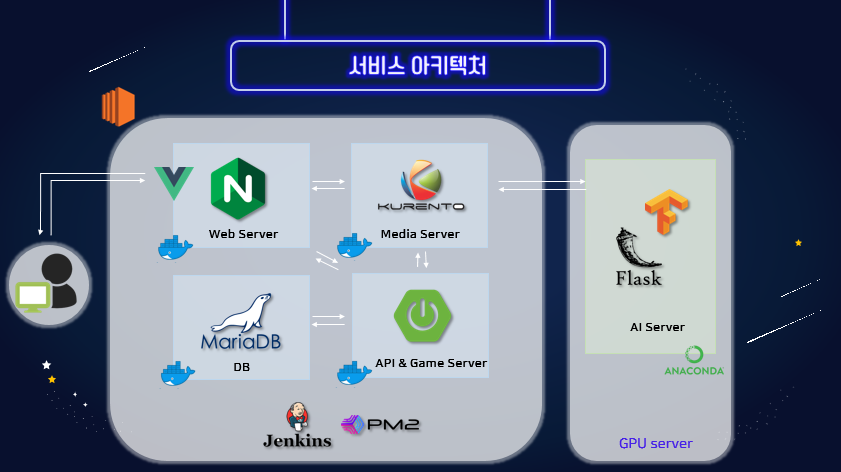 서비스 아키텍처
N
Web Server
KURENTO
Media Server
Flask
AI Server
MariaDB
DB
API & Game Server
ANACONDA
Jenkins
PM2
GPU server